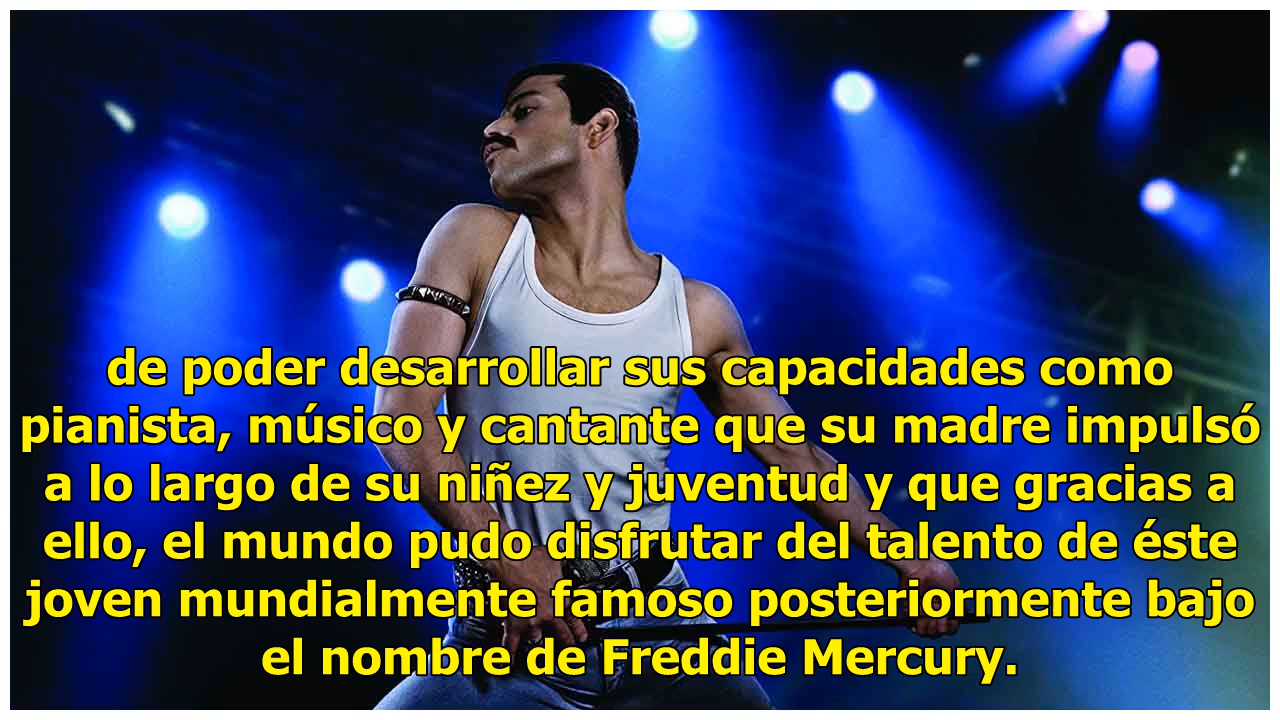 de poder desarrollar sus capacidades como
pianista, músico y cantante que su madre impulsó
a lo largo de su niñez y juventud y que gracias a
ello, el mundo pudo disfrutar del talento de éste
joven mundialmente famoso posteriormente bajo
el nombre de Freddie Mercury.